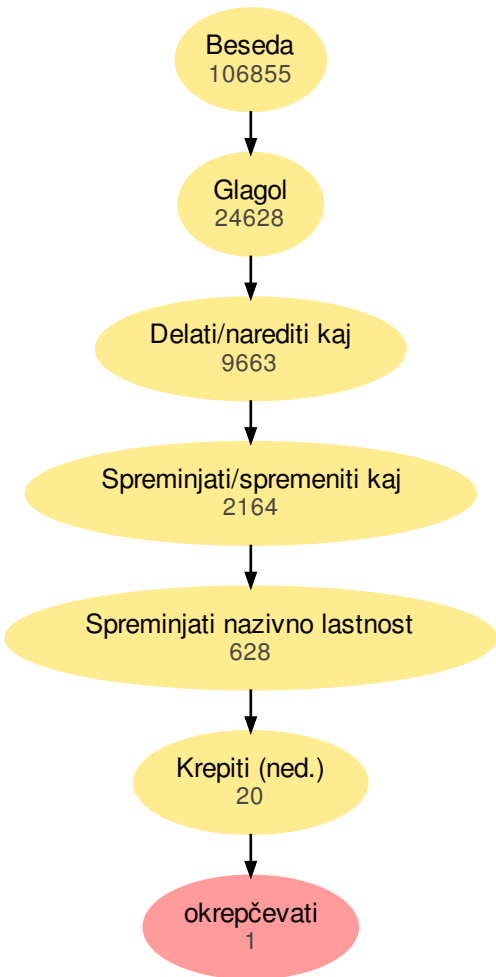 Beseda
106855
Glagol
24628
Delati/narediti kaj
9663
Spreminjati/spremeniti kaj
2164
Spreminjati nazivno lastnost
628
Krepiti (ned.)
20
okrepčevati
1